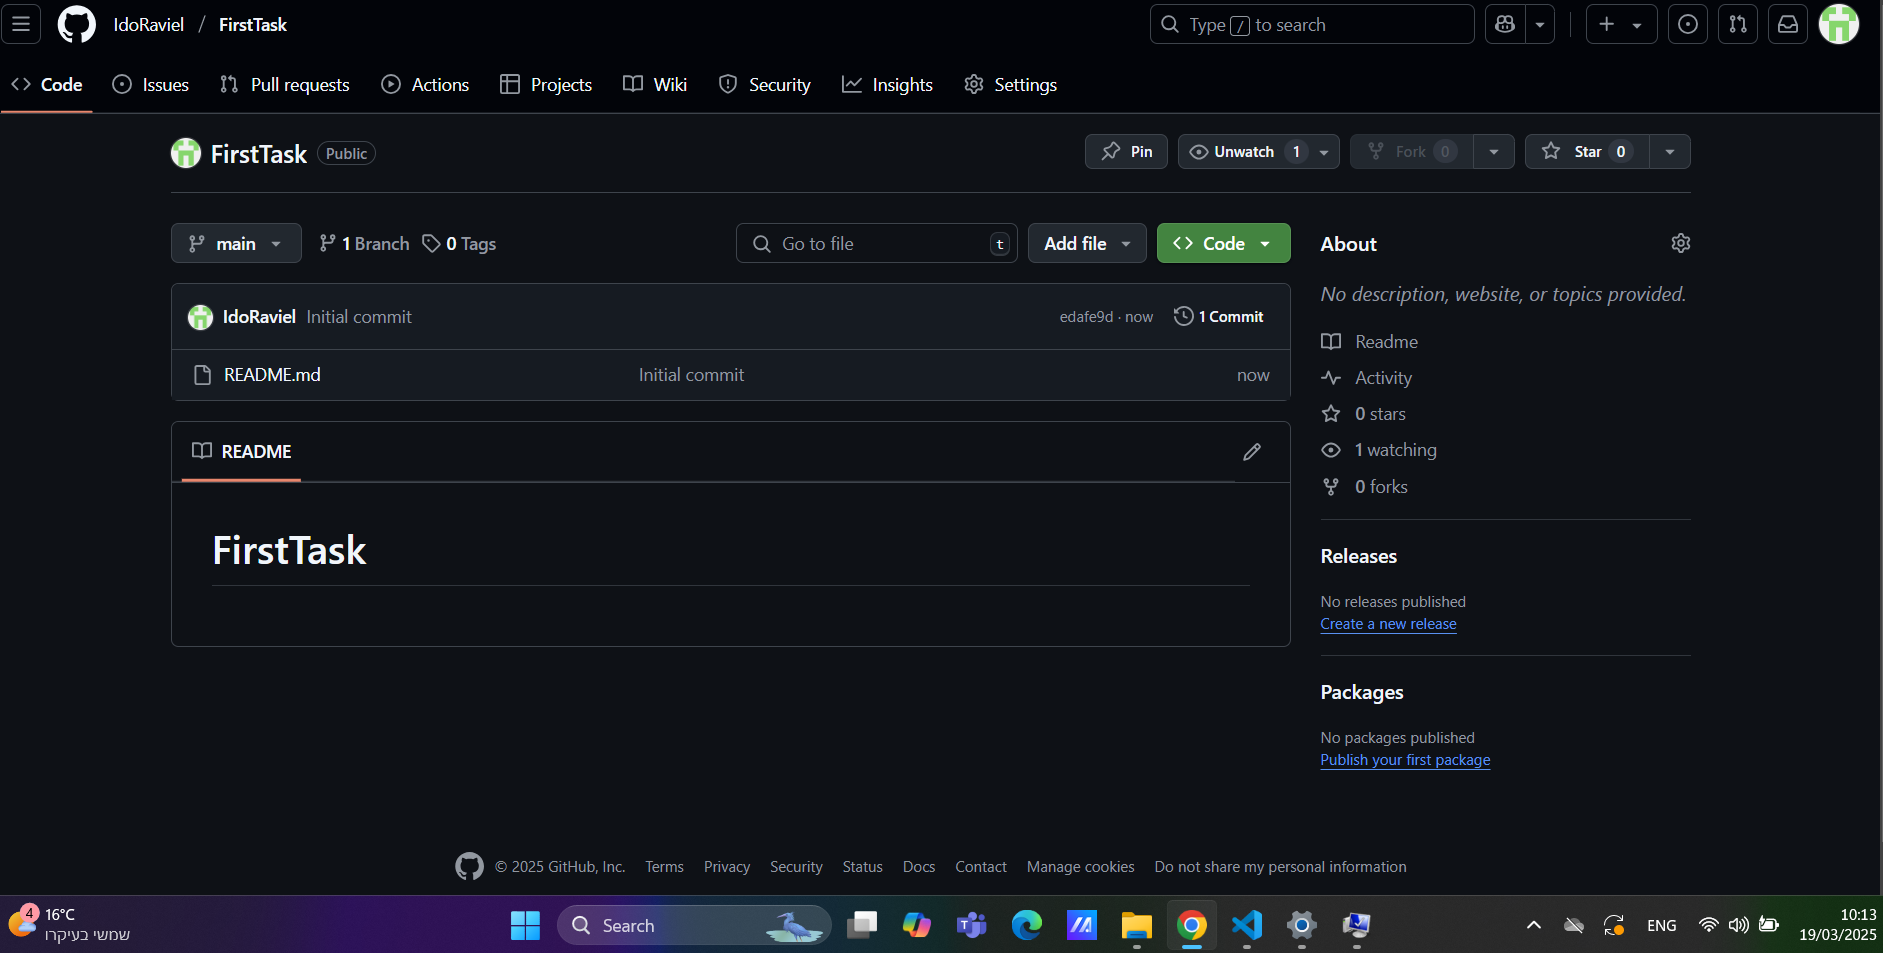 IdoRaviel / FirstTask
Type / to search
Code Issues Pull requests Actions Projects Wiki Security Insights Settings
FirstTask Public
Pin Unwatch 1 Fork 0 Star 0
main 1 Branch 0 Tags
Go to file t Add file Code
IdoRaviel Initial commit edafe9d · now 1 Commit
README.md Initial commit now
README
FirstTask
About
No description, website, or topics provided.
Readme
Activity
0 stars
1 watching
0 forks
Releases
No releases published
Create a new release
Packages
No packages published
Publish your first package
© 2025 GitHub, Inc. Terms Privacy Security Status Docs Contact Manage cookies Do not share my personal information
4
16°C
שמשי בעיקרו
Search
ENG
10:13
19/03/2025